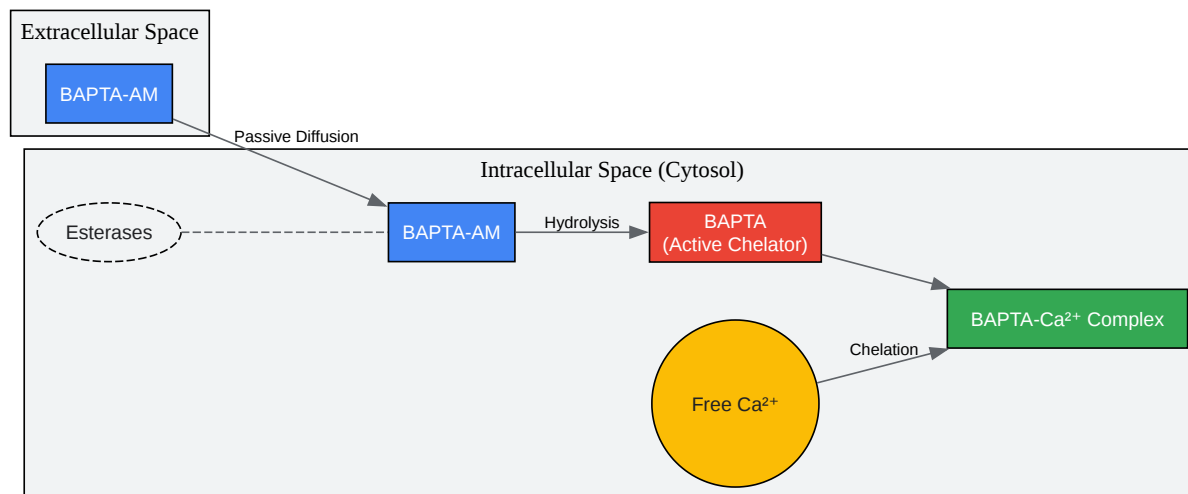 Extracellular Space
BAPTA-AM
Passive Diffusion
Intracellular Space (Cytosol)
Esterases
BAPTA-AM
Hydrolysis
BAPTA
(Active Chelator)
BAPTA-Ca²⁺ Complex
Chelation
Free Ca²⁺